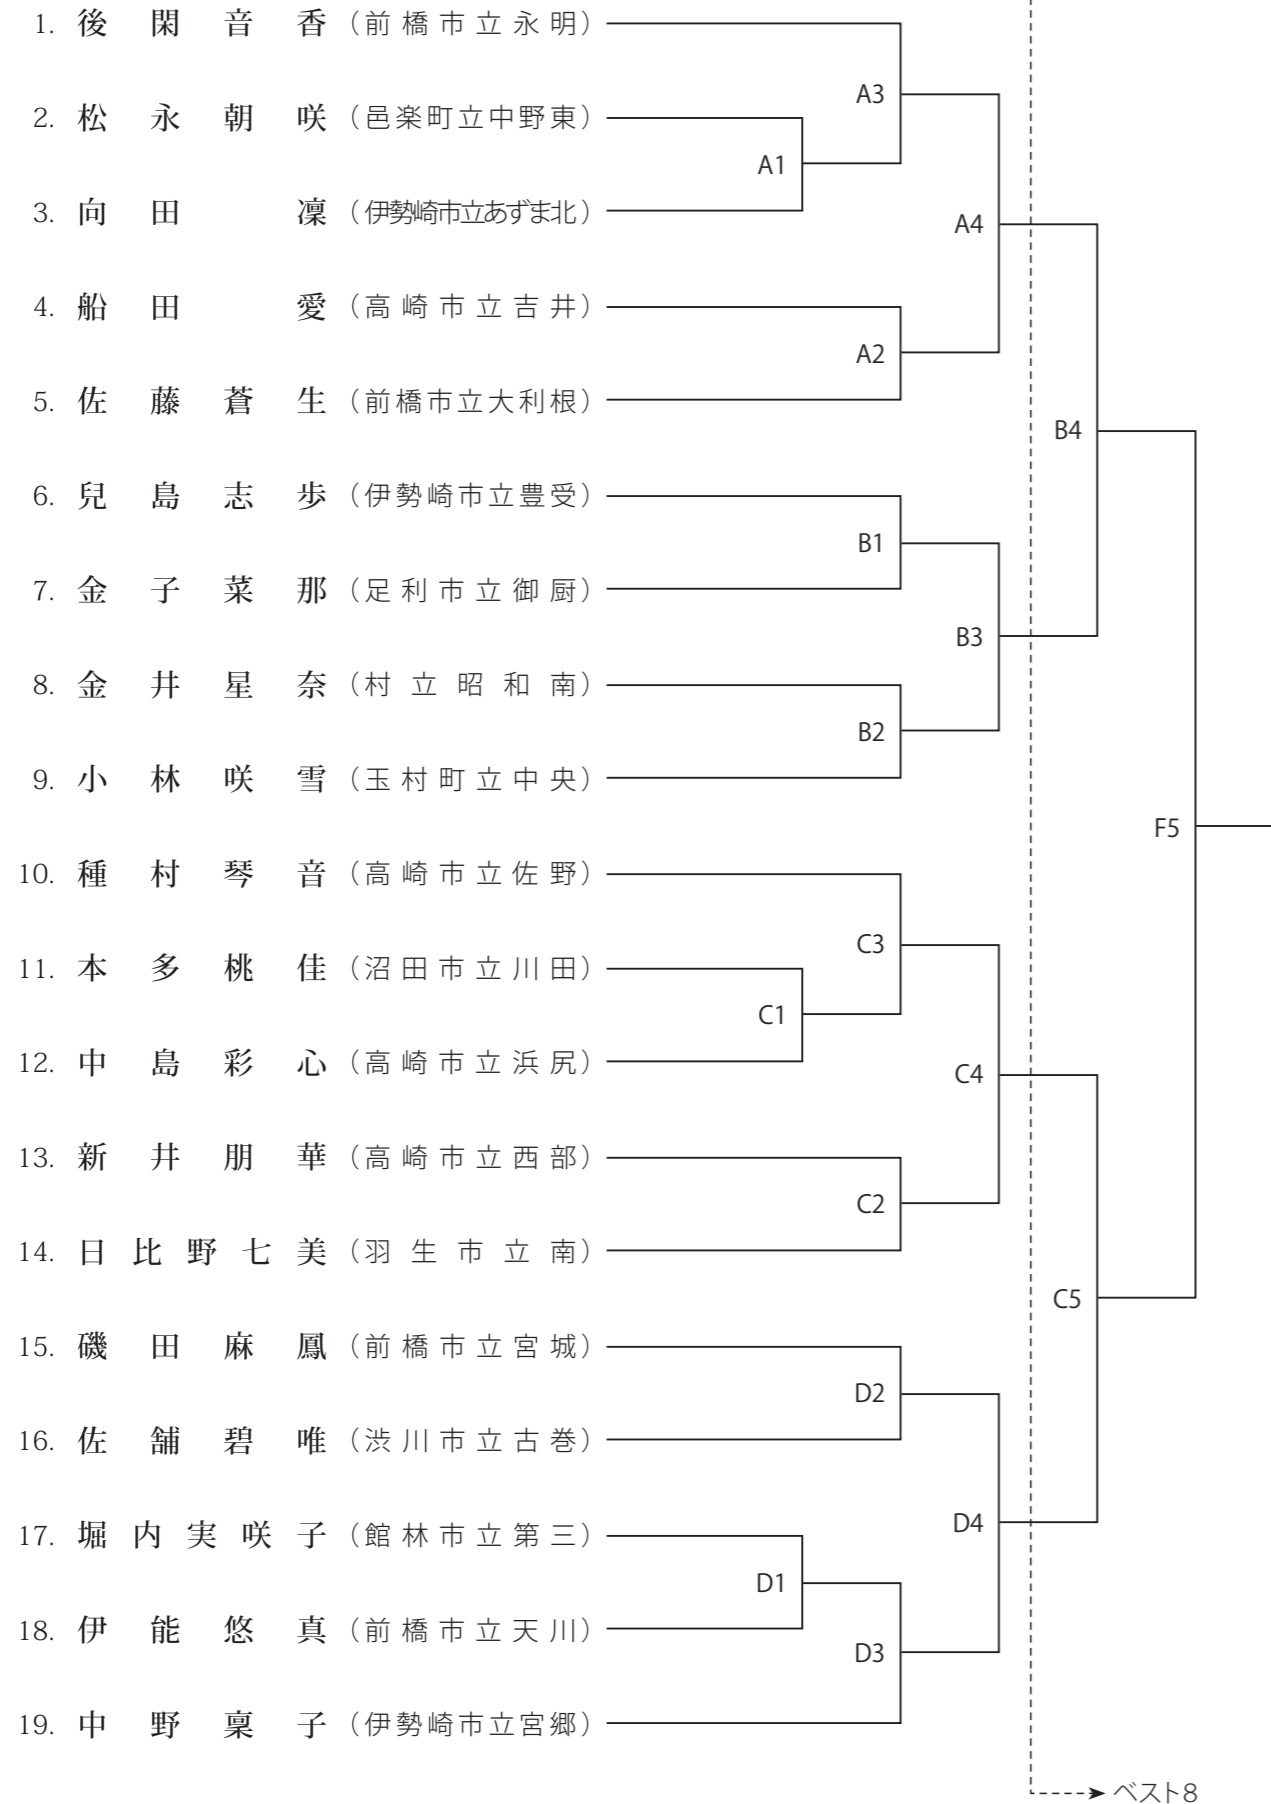 1. 後閑音香（前橋市立永明）
A3
2. 松永朝咲（邑楽町立中野東）
A1
3. 向田凜（伊勢崎市立あずま北）
A4
4. 船田愛（高崎市立吉井）
A2
5. 佐藤蒼生（前橋市立大利根）
B4
6. 兒島志歩（伊勢崎市立豊受）
B1
7. 金子菜那（足利市立御厨）
B3
8. 金井星奈（村立昭和南）
B2
9. 小林咲雪（玉村町立中央）
F5
10. 種村琴音（高崎市立佐野）
C3
11. 本多桃佳（沼田市立川田）
C1
12. 中島彩心（高崎市立浜尻）
C4
13. 新井朋華（高崎市立西部）
C2
14. 日比野七美（羽生市立南）
C5
15. 磯田麻鳳（前橋市立宮城）
D2
16. 佐舗碧唯（渋川市立古巻）
D4
17. 堀内実咲子（館林市立第三）
D1
18. 伊能悠真（前橋市立天川）
D3
19. 中野稟子（伊勢崎市立宮郷）
ベスト8